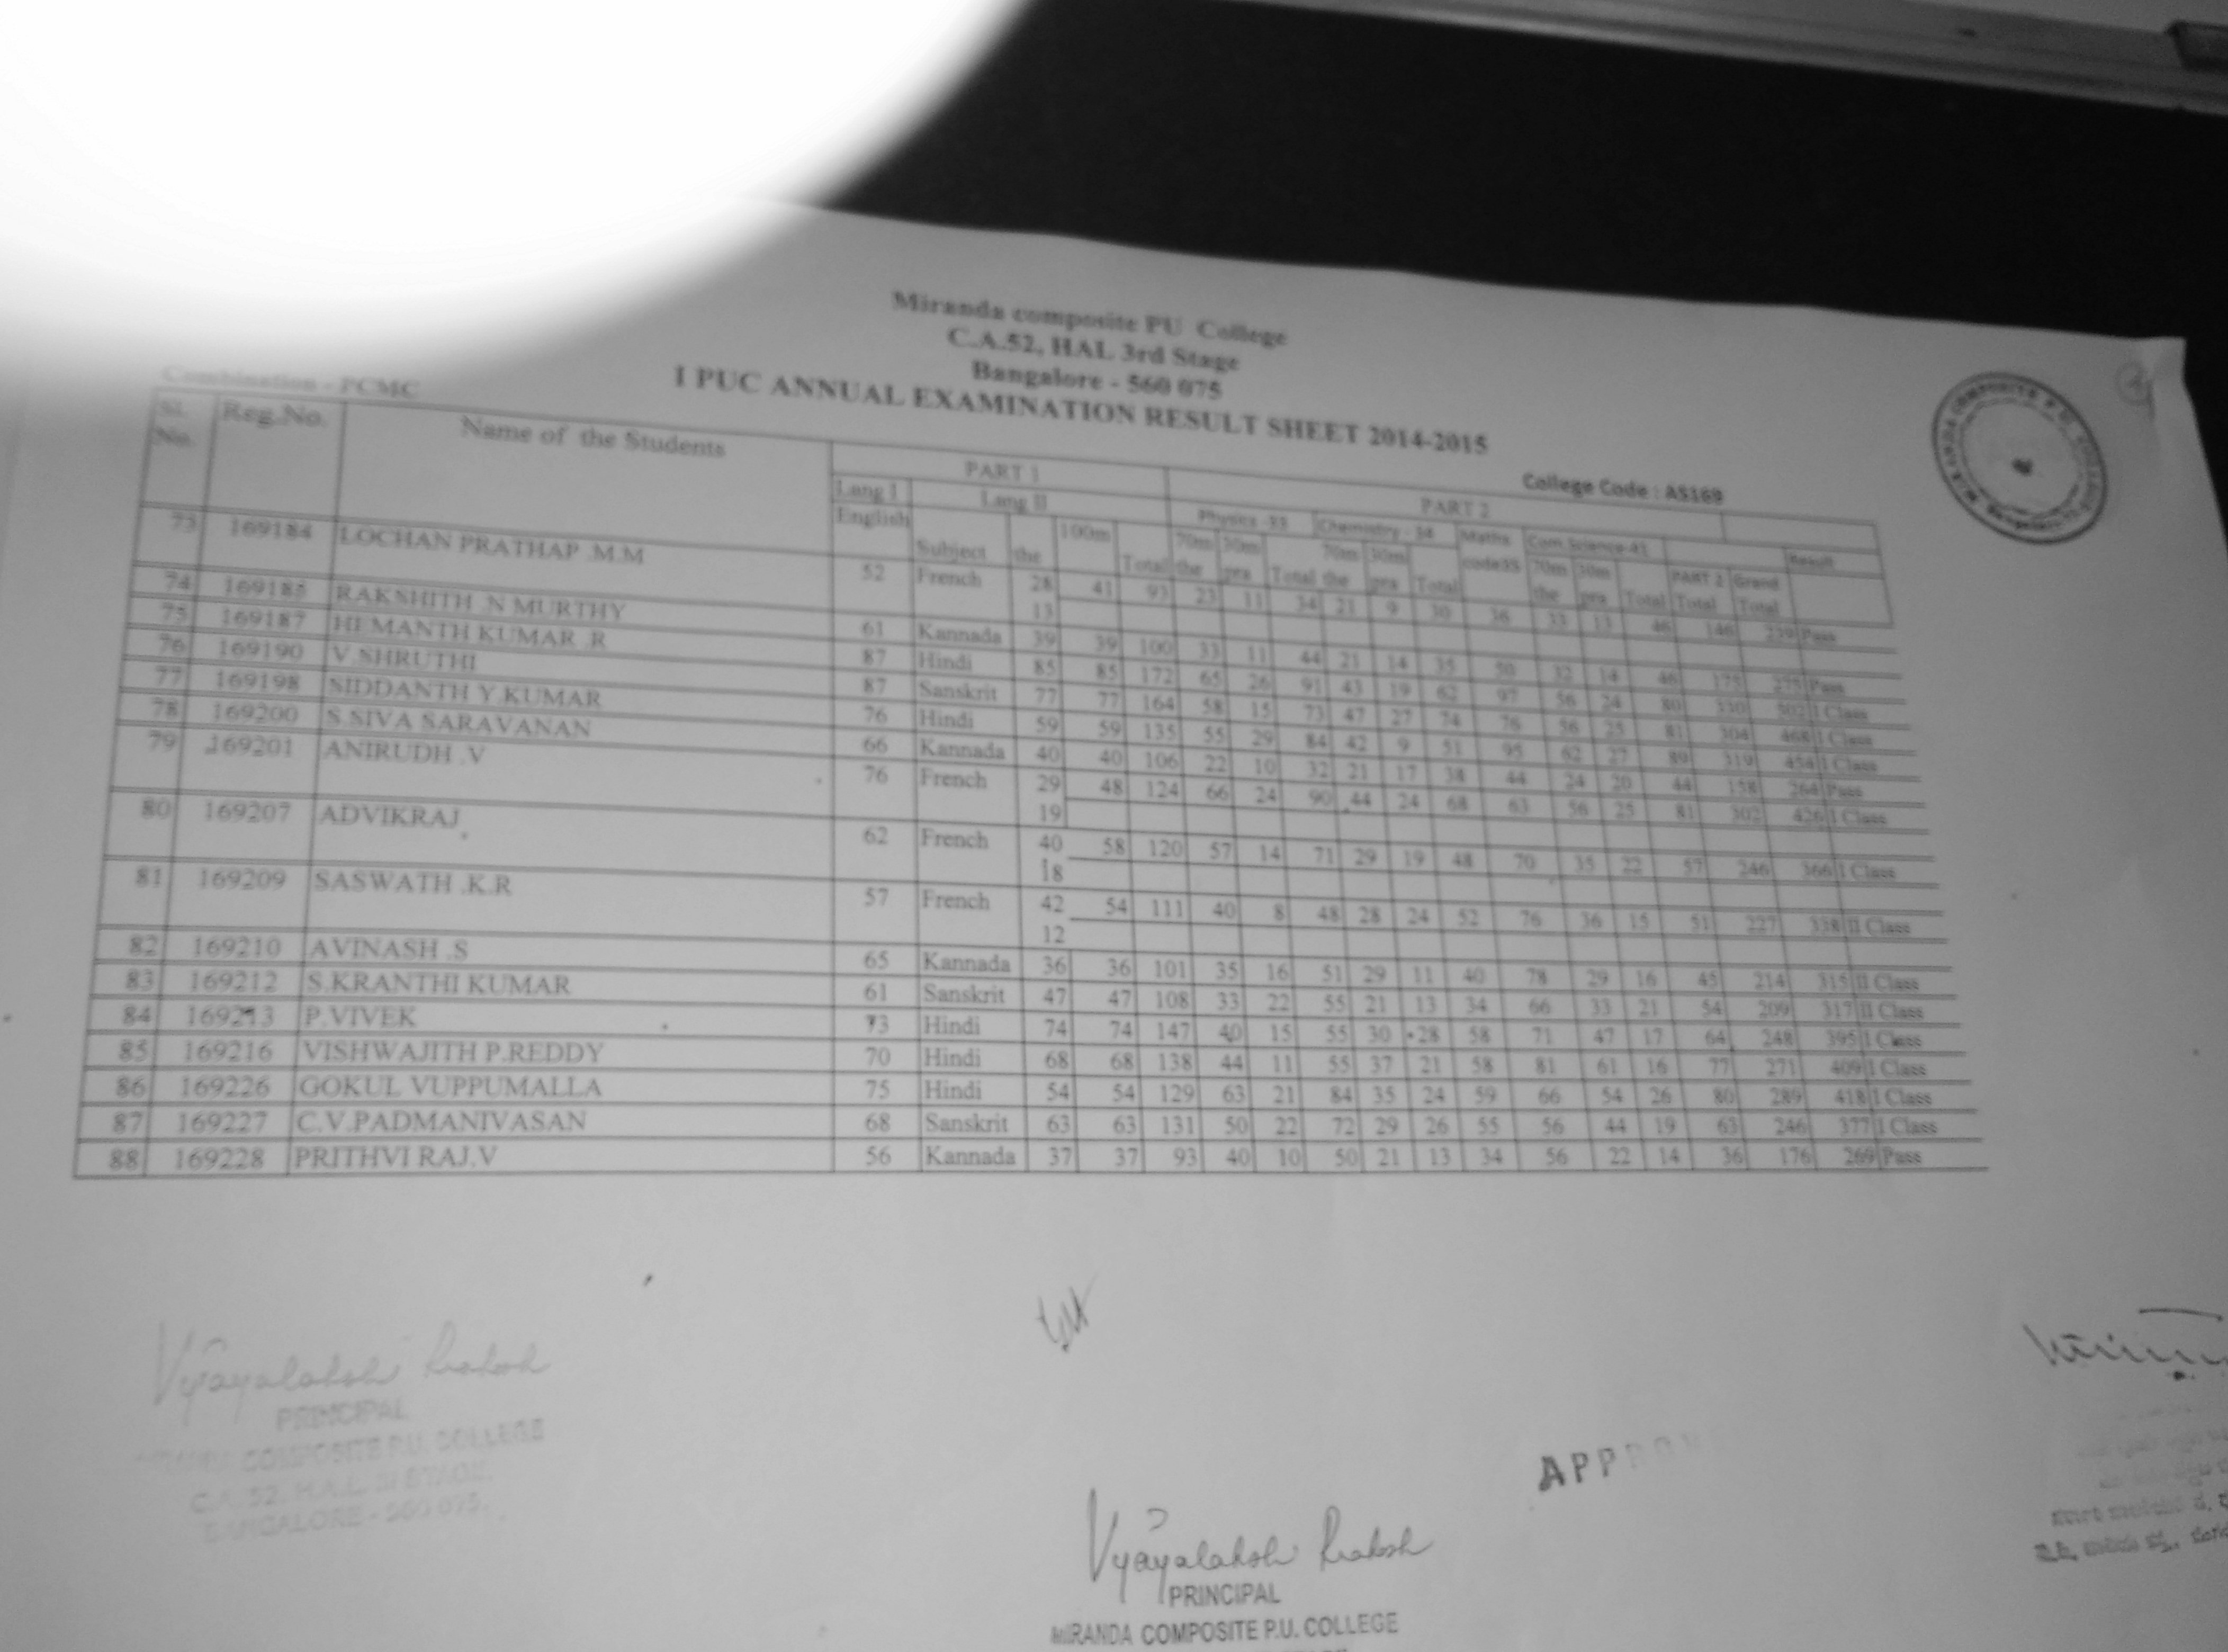 Miranda composite PU College
C.A.52, HAL 3rd Stage
Bangalore - 560 075
I PUC ANNUAL EXAMINATION RESULT SHEET 2014-2015
Combination - PCMC
College Code : AS169
Sl. No. Reg.No. Name of the Students PART 1 PART 2
Lang I Lang II Physics -33 Chemistry - 34 Maths Com.Science-41 Result
English Subject the 100m Total 70m the 30m pra Total 70m the 30m pra Total code35 70m the 30m pra Total PART 2 Total Grand Total
73 169184 LOCHAN PRATHAP .M.M 52 French 28 41 93 23 11 34 21 9 30 36 33 13 46 146 239 Pass
13
74 169185 RAKSHITH .N MURTHY 61 Kannada 39 39 100 33 11 44 21 14 35 50 32 14 46 175 275 Pass
75 169187 HEMANTH KUMAR .R 87 Hindi 85 85 172 65 26 91 43 19 62 97 56 24 80 330 502 I Class
76 169190 V.SHRUTHI 87 Sanskrit 77 77 164 58 15 73 47 27 74 76 56 25 81 304 468 I Class
77 169198 SIDDANTH Y.KUMAR 76 Hindi 59 59 135 55 29 84 42 9 51 95 62 27 89 319 454 I Class
78 169200 S.SIVA SARAVANAN 66 Kannada 40 40 106 22 10 32 21 17 38 44 24 20 44 158 264 Pass
79 169201 ANIRUDH .V 76 French 29 48 124 66 24 90 44 24 68 63 56 25 81 302 426 I Class
19
80 169207 ADVIKRAJ 62 French 40 58 120 57 14 71 29 19 48 70 35 22 57 246 366 I Class
18
81 169209 SASWATH .K.R 57 French 42 54 111 40 8 48 28 24 52 76 36 15 51 227 338 II Class
12
82 169210 AVINASH .S 65 Kannada 36 36 101 35 16 51 29 11 40 78 29 16 45 214 315 II Class
83 169212 S.KRANTHI KUMAR 61 Sanskrit 47 47 108 33 22 55 21 13 34 66 33 21 54 209 317 II Class
84 169213 P.VIVEK 73 Hindi 74 74 147 40 15 55 30 28 58 71 47 17 64 248 395 I Class
85 169216 VISHWAJITH P.REDDY 70 Hindi 68 68 138 44 11 55 37 21 58 81 61 16 77 271 409 I Class
86 169226 GOKUL VUPPUMALLA 75 Hindi 54 54 129 63 21 84 35 24 59 66 54 26 80 289 418 I Class
87 169227 C.V.PADMANIVASAN 68 Sanskrit 63 63 131 50 22 72 29 26 55 56 44 19 63 246 377 I Class
88 169228 PRITHVI RAJ.V 56 Kannada 37 37 93 40 10 50 21 13 34 56 22 14 36 176 269 Pass
Vijayalaksh Prakash
PRINCIPAL
COMPOSITE P.U. COLLEGE
C.A. 52, H.A.L. III STAGE,
BANGALORE - 560 075.
APPROV
Vijayalaksh Prakash
PRINCIPAL
MIRANDA COMPOSITE P.U. COLLEGE